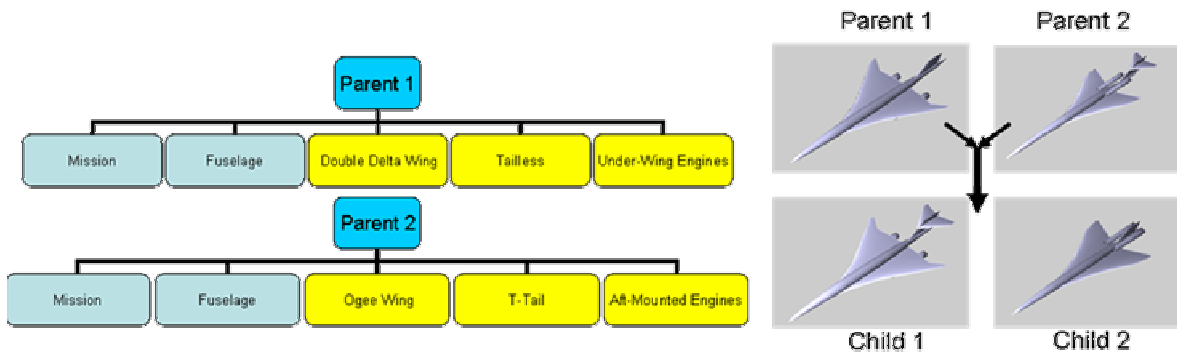 Parent 1
Mission
Fuselage
Double Delta Wing
Tailless
Under-Wing Engines
Parent 2
Mission
Fuselage
Ogee Wing
T-Tail
Aft-Mounted Engines
Parent 1
Parent 2
Child 1
Child 2